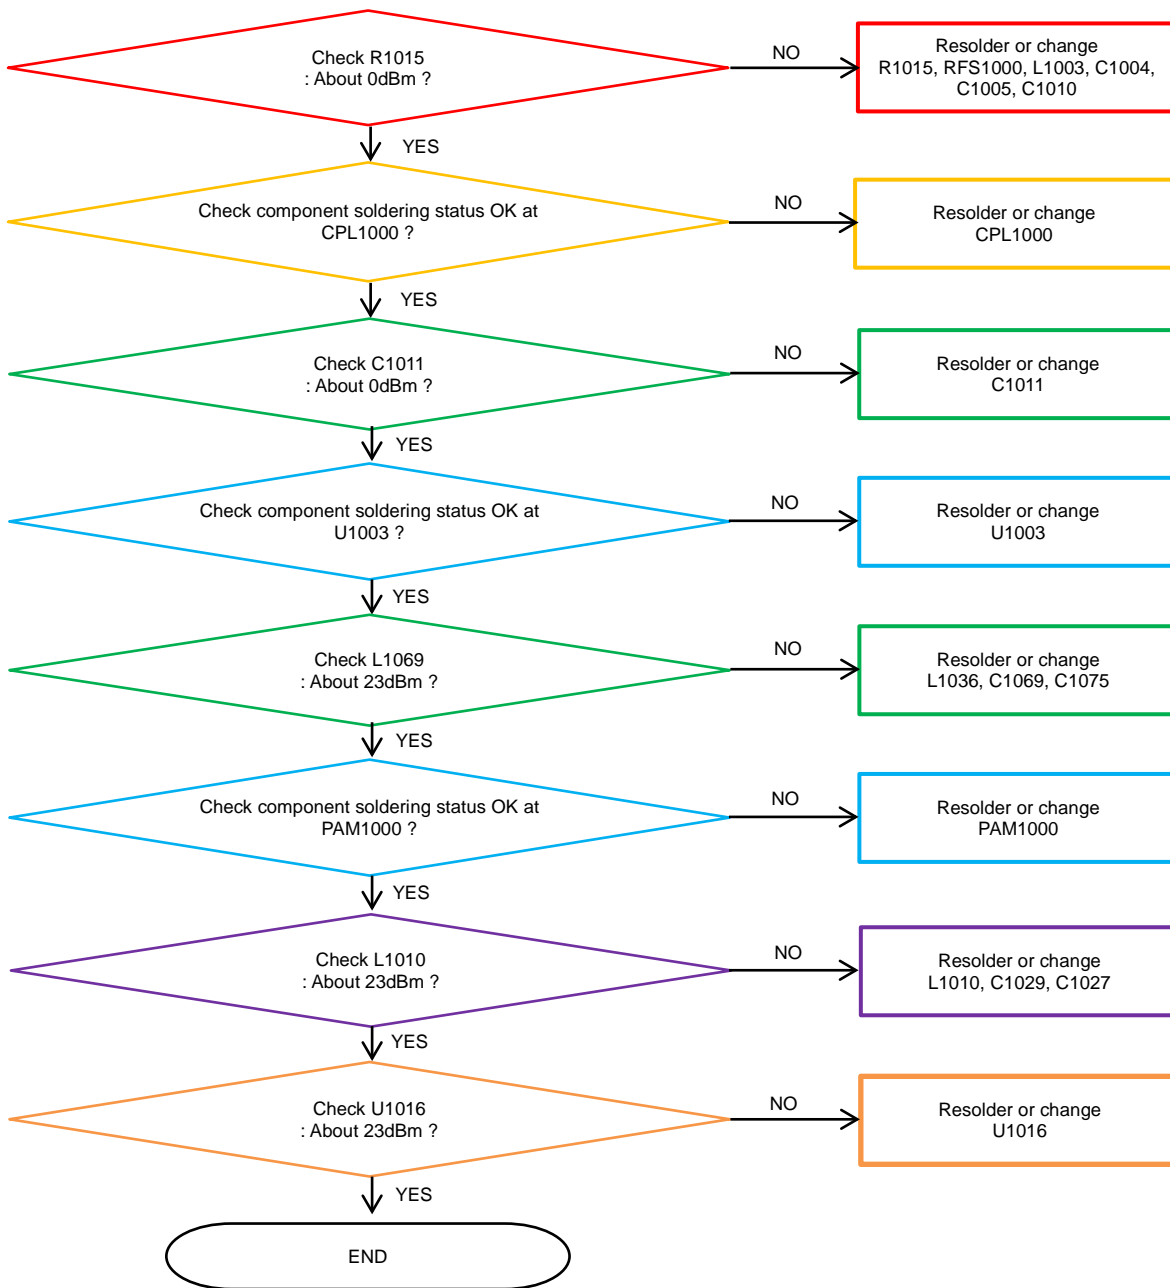 Check R1015
: About 0dBm ?
NO
Resolder or change
R1015, RFS1000, L1003, C1004,
C1005, C1010
YES
Check component soldering status OK at
CPL1000 ?
NO
Resolder or change
CPL1000
YES
Check C1011
: About 0dBm ?
NO
Resolder or change
C1011
YES
Check component soldering status OK at
U1003 ?
NO
Resolder or change
U1003
YES
Check L1069
: About 23dBm ?
NO
Resolder or change
L1036, C1069, C1075
YES
Check component soldering status OK at
PAM1000 ?
NO
Resolder or change
PAM1000
YES
Check L1010
: About 23dBm ?
NO
Resolder or change
L1010, C1029, C1027
YES
Check U1016
: About 23dBm ?
NO
Resolder or change
U1016
YES
END